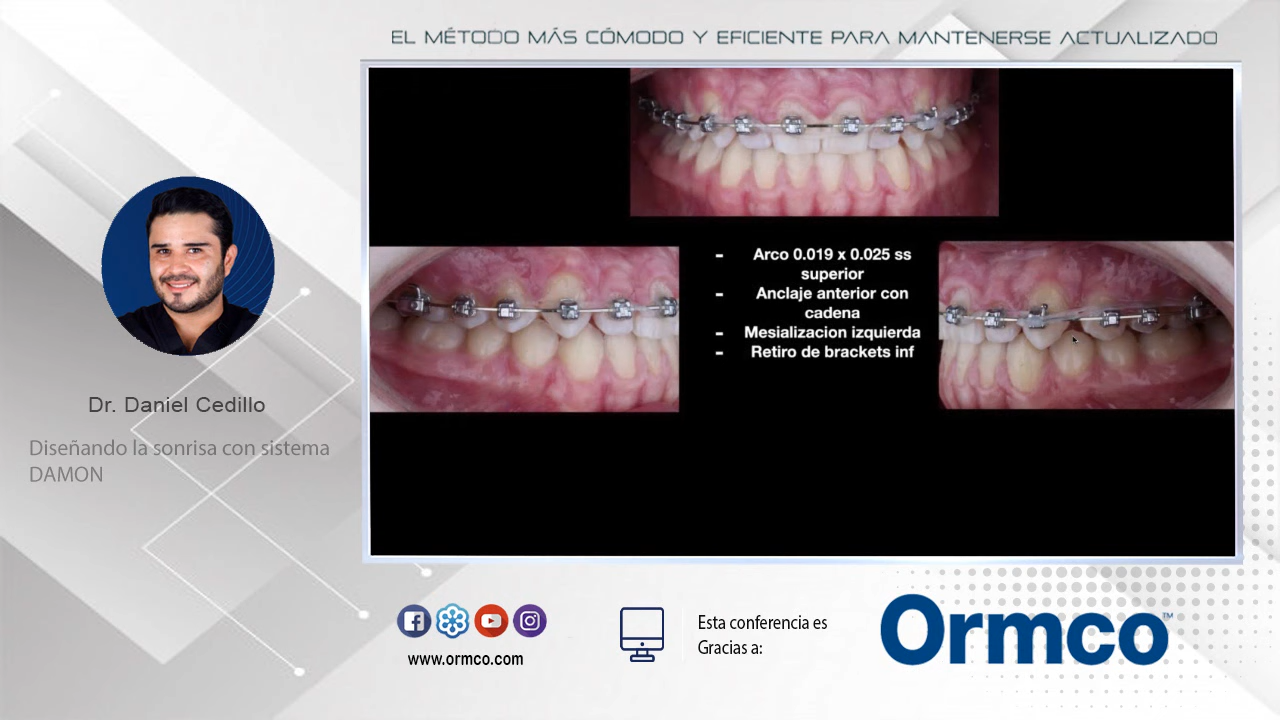 EL MÉTODO MÁS CÓMODO Y EFICIENTE PARA MANTENERSE ACTUALIZADO
- Arco 0.019 x 0.025 ss
superior
- Anclaje anterior con
cadena
- Mesializacion izquierda
- Retiro de brackets inf
Dr. Daniel Cedillo
Diseñando la sonrisa con sistema
DAMON
www.ormco.com
Esta conferencia es
Gracias a:
Ormco™